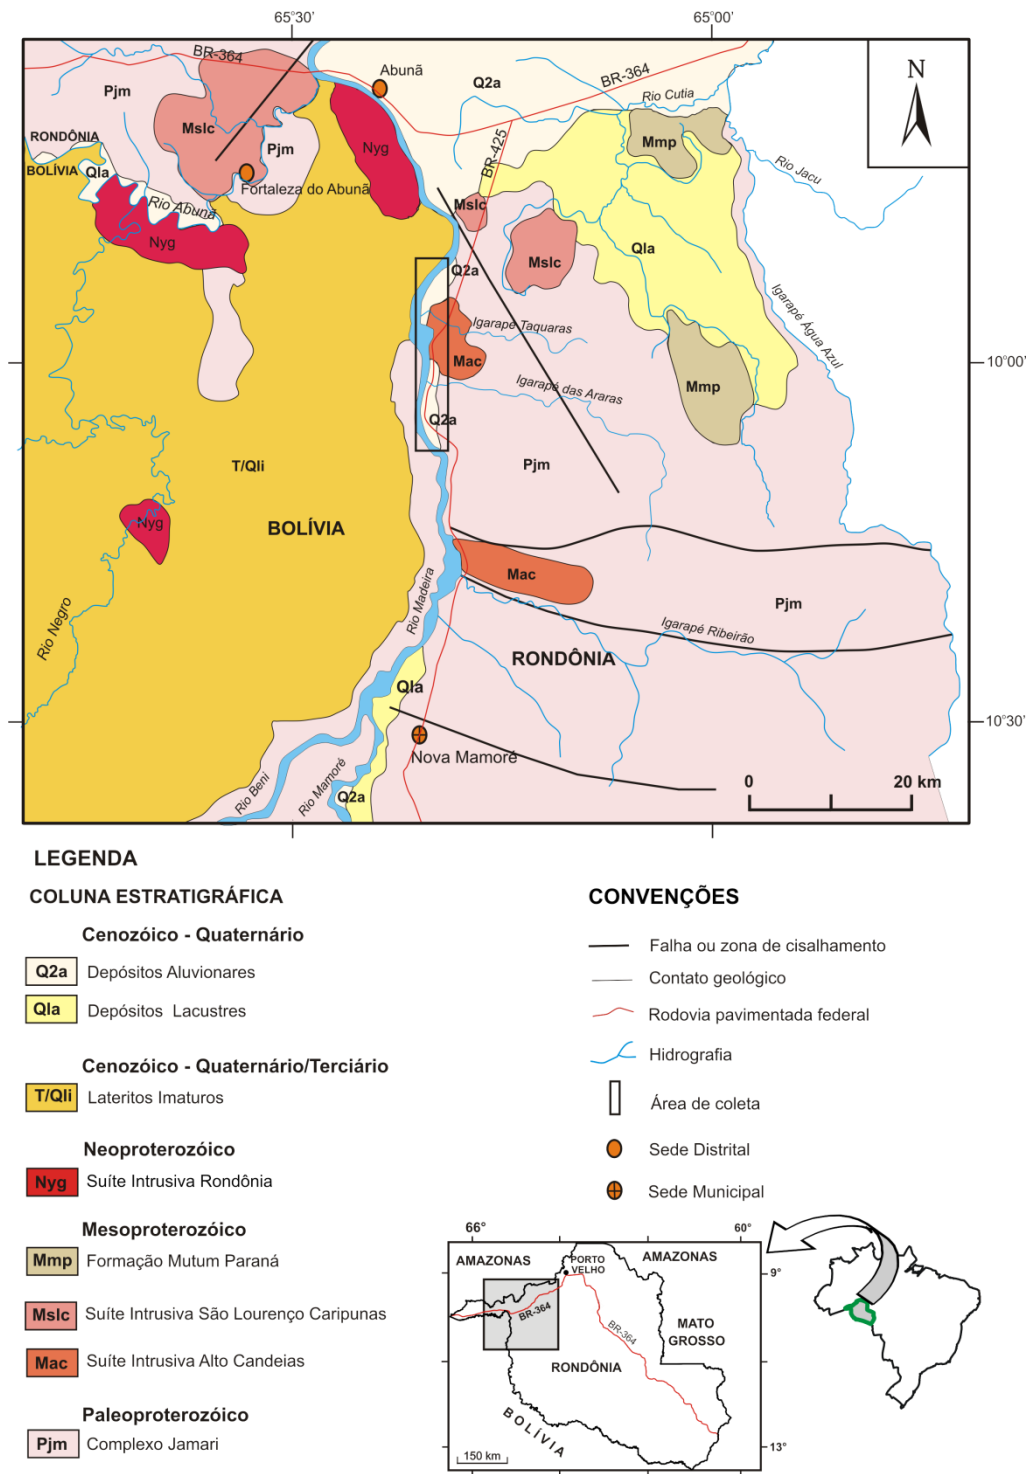 65°30'
65°00'
BR-364
Abunã
Pjm
Q2a
BR-364
Rio Cutia
N
Mslc
RONDÔNIA
Pjm
Nyg
BR-425
Mmp
BOLÍVIA
Qla
Fortaleza do Abunã
Rio Jacu
Rio Abunã
Mslc
Nyg
Qla
Mslc
Q2a
Igarapé Água Azul
Igarapé Taquaras
Mac
10°00'
Igarapé das Araras
Mmp
Q2a
T/Qli
Pjm
Nyg
BOLÍVIA
Mac
Rio Madeira
Pjm
Rio Negro
Igarapé Ribeirão
RONDÔNIA
Qla
10°30'
Nova Mamoré
Rio Beni
Rio Mamoré
Q2a
0
20 km
LEGENDA
COLUNA ESTRATIGRÁFICA
Cenozóico - Quaternário
Q2a Depósitos Aluvionares
Qla Depósitos Lacustres
Cenozóico - Quaternário/Terciário
T/Qli Lateritos Imaturos
Neoproterozóico
Nyg Suíte Intrusiva Rondônia
Mesoproterozóico
Mmp Formação Mutum Paraná
Mslc Suíte Intrusiva São Lourenço Caripunas
Mac Suíte Intrusiva Alto Candeias
Paleoproterozóico
Pjm Complexo Jamari
CONVENÇÕES
Falha ou zona de cisalhamento
Contato geológico
Rodovia pavimentada federal
Hidrografia
Área de coleta
Sede Distrital
Sede Municipal
66°
60°
AMAZONAS
PORTO
VELHO
AMAZONAS
9°
BR-364
MATO
GROSSO
BR-364
RONDÔNIA
BOLÍVIA
150 km
13°